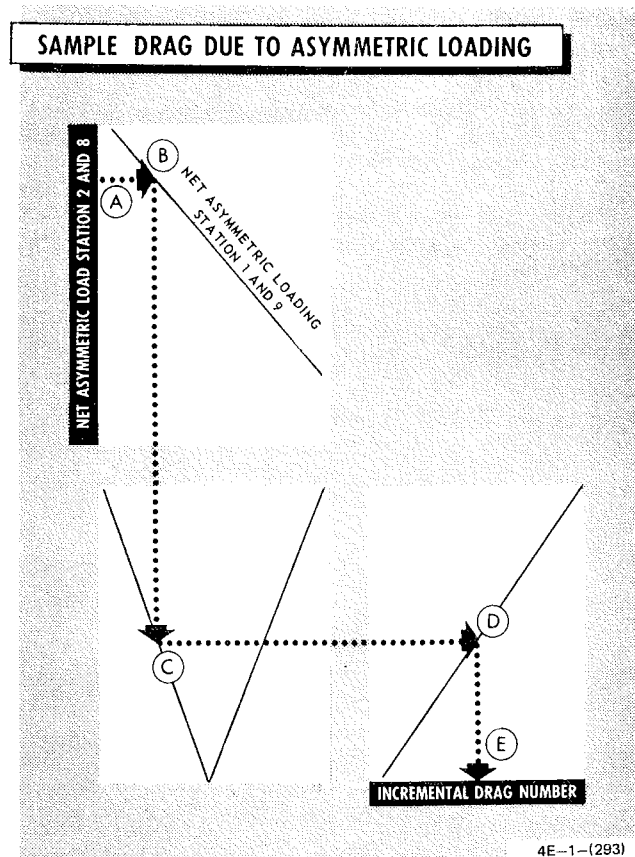 SAMPLE DRAG DUE TO ASYMMETRIC LOADING
NET ASYMMETRIC LOAD STATION 2 AND 8
A
B
NET ASYMMETRIC LOADING
STATION 1 AND 9
C
D
E
INCREMENTAL DRAG NUMBER
4E-1-(293)